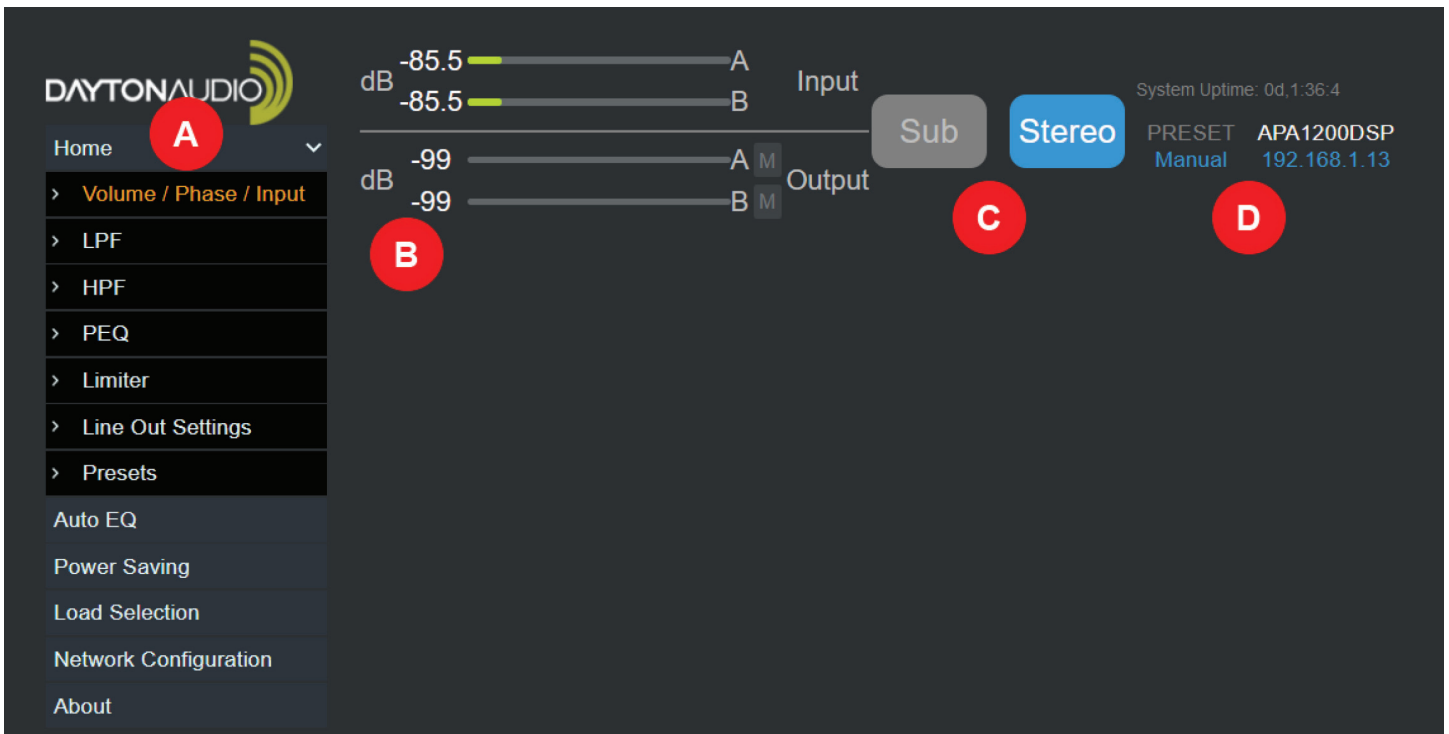 DAYTON AUDIO
A
Home
Volume / Phase / Input
LPF
HPF
PEQ
Limiter
Line Out Settings
Presets
Auto EQ
Power Saving
Load Selection
Network Configuration
About
dB -85.5 A Input
-85.5 B
dB -99 A M Output
-99 B M
B
Sub Stereo
C
System Uptime: 0d,1:36:4
PRESET APA1200DSP
Manual 192.168.1.13
D